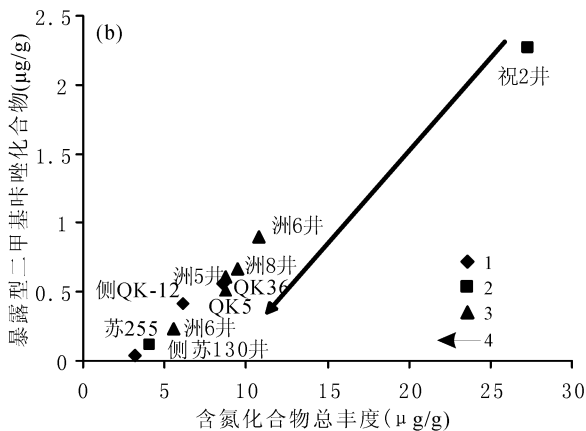 (b)
2.5
2
1.5
1
0.5
0
暴露型二甲基咔唑化合物(μg/g)
祝2井
洲6井
洲8井
洲5井
QK36
侧QK-12
QK5
苏255
洲6井
侧苏130井
1
2
3
4
0 5 10 15 20 25 30
含氮化合物总丰度(μg/g)